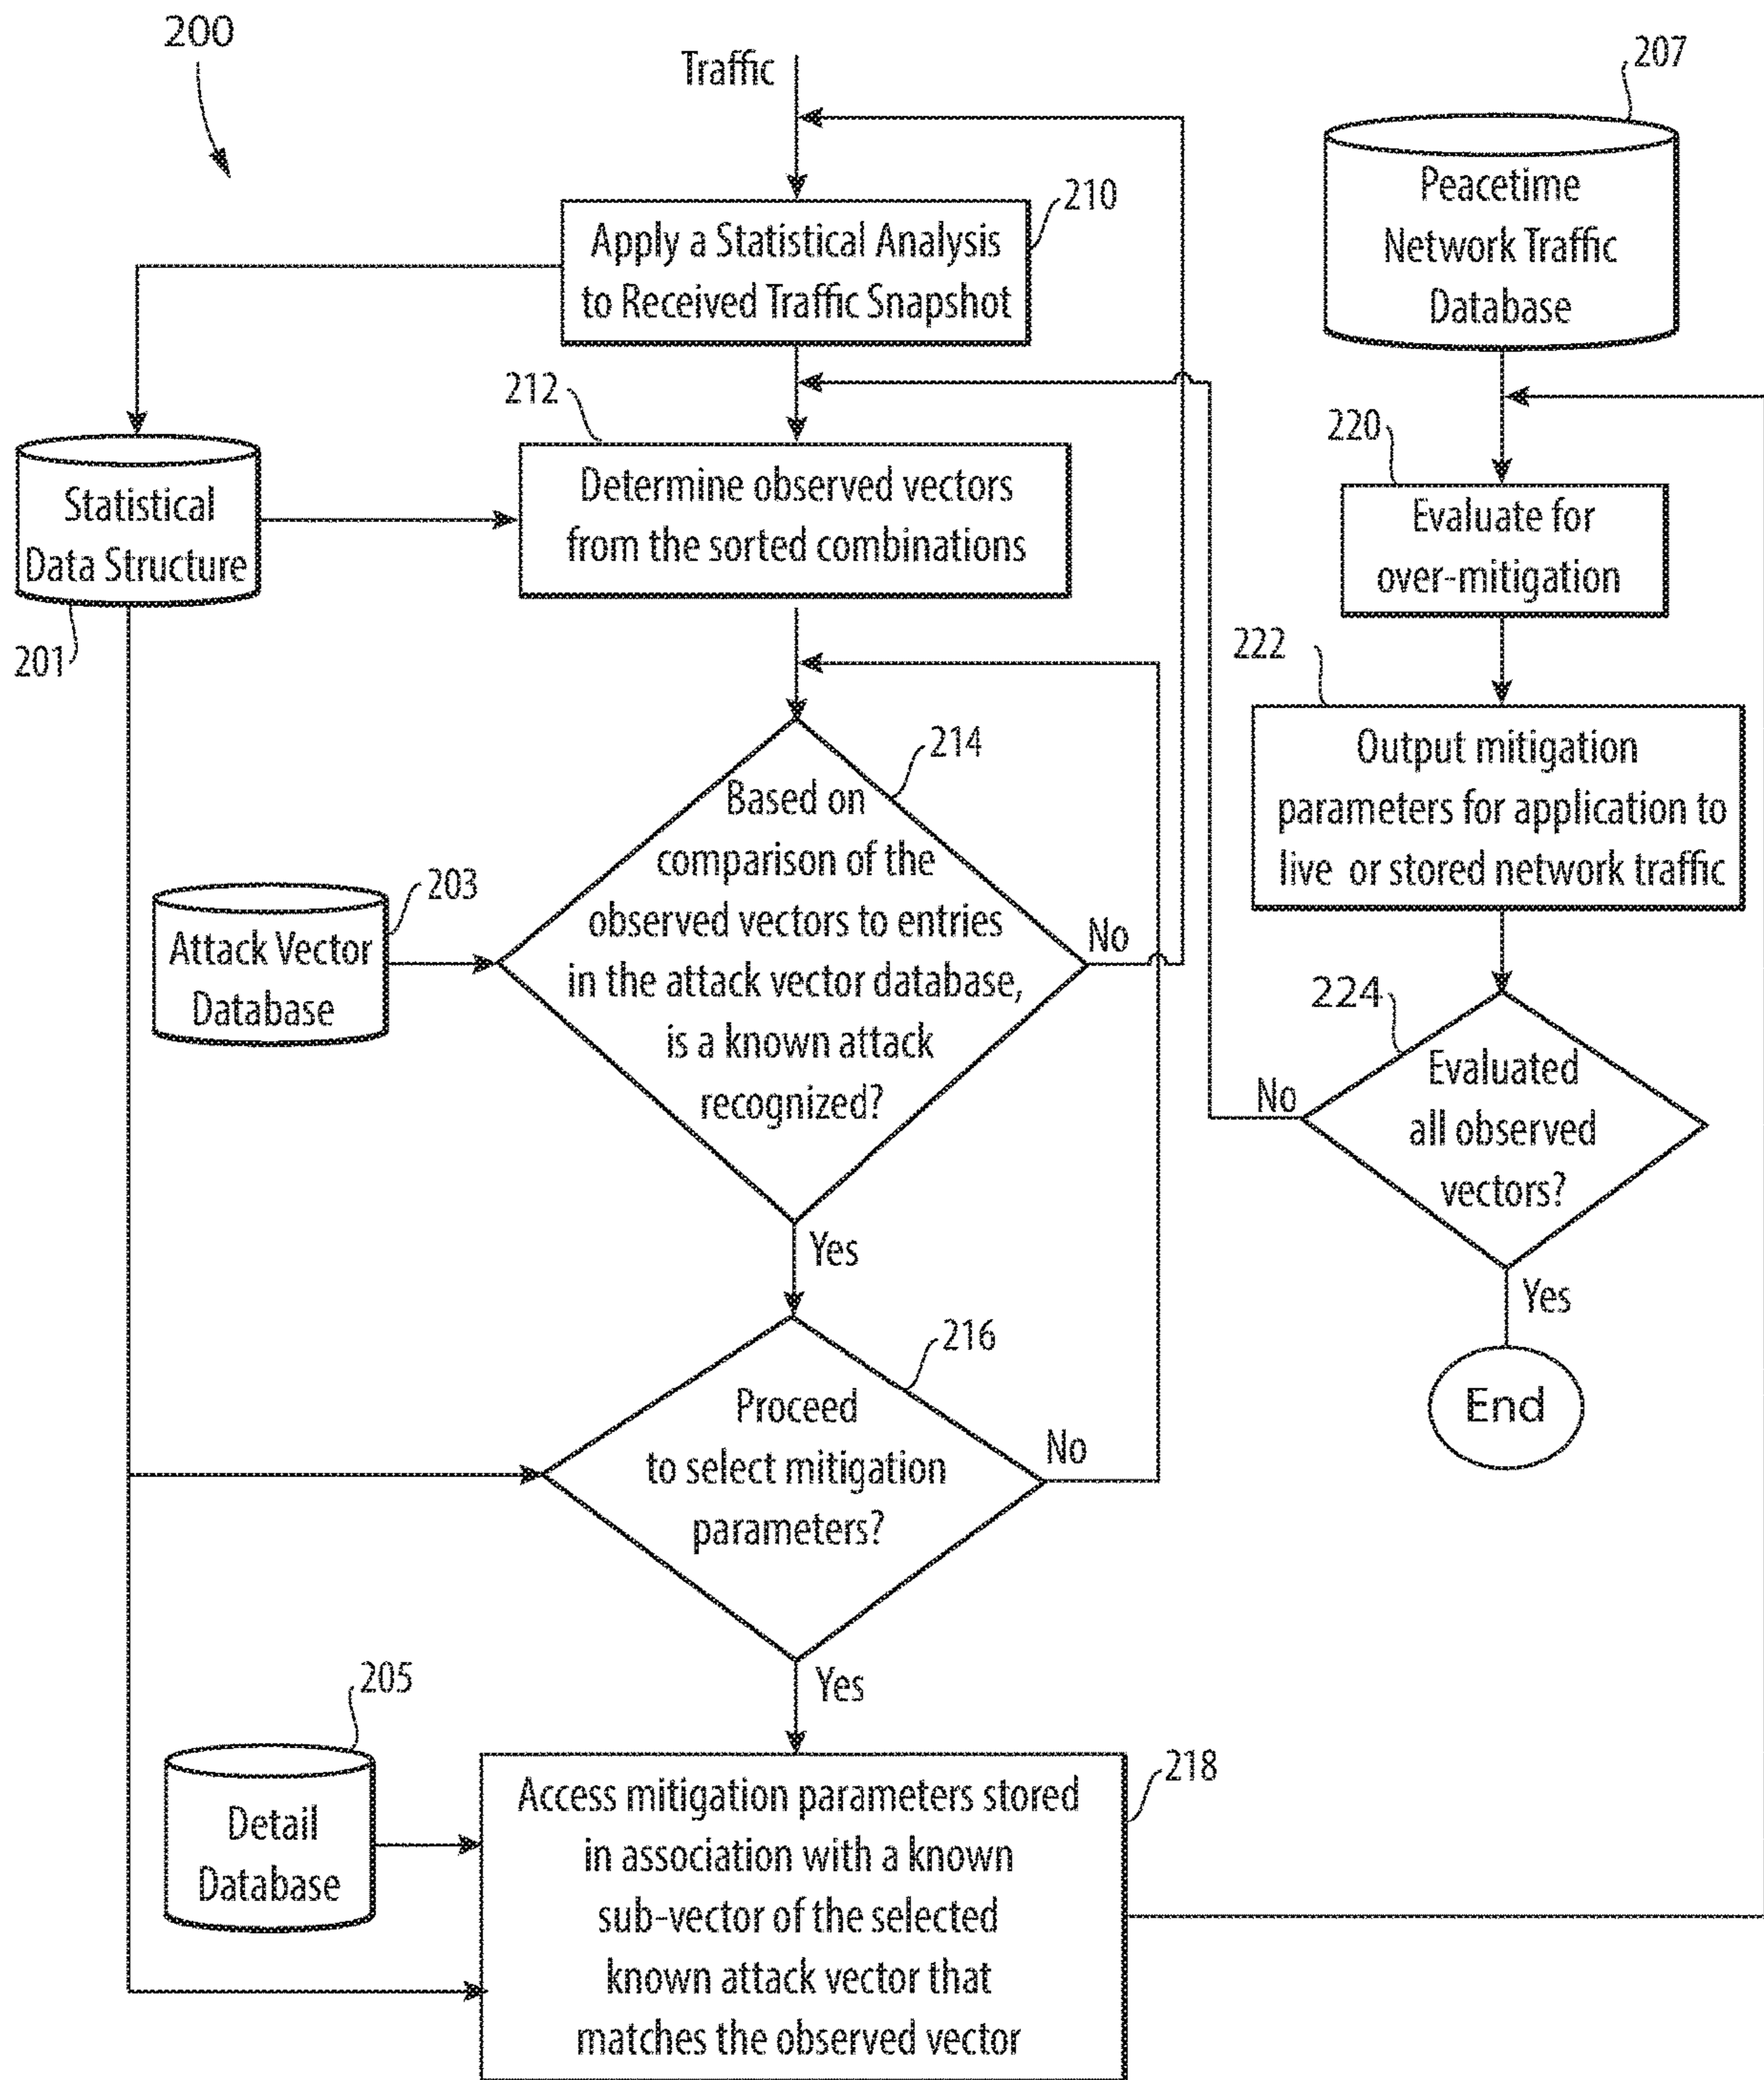 200
Traffic
207
Peacetime
Network Traffic
Database
210
Apply a Statistical Analysis
to Received Traffic Snapshot
212
Determine observed vectors
from the sorted combinations
Statistical
Data Structure
201
220
Evaluate for
over-mitigation
222
Output mitigation
parameters for application to
live or stored network traffic
214
Based on
comparison of the
observed vectors to entries
in the attack vector database,
is a known attack
recognized?
No
Yes
203
Attack Vector
Database
224
Evaluated
all observed
vectors?
No
Yes
End
216
Proceed
to select mitigation
parameters?
No
Yes
205
Detail
Database
218
Access mitigation parameters stored
in association with a known
sub-vector of the selected
known attack vector that
matches the observed vector